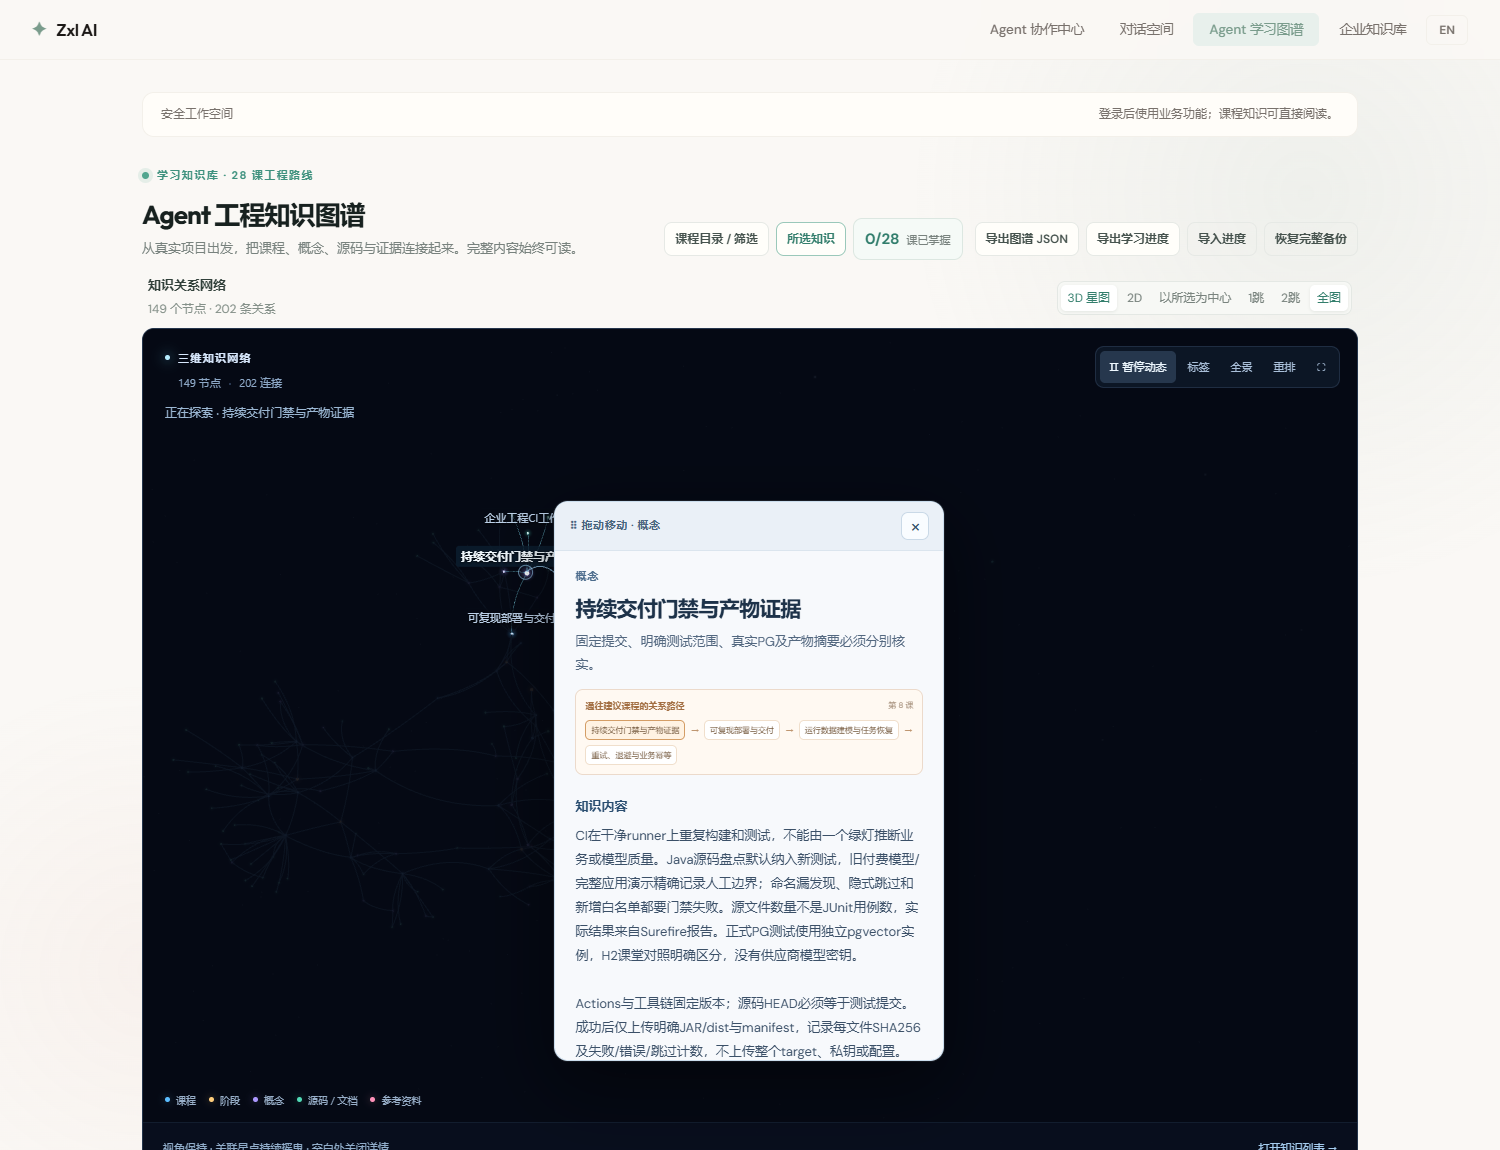 Zxl AI
Agent 协作中心
对话空间
Agent 学习图谱
企业知识库
EN
安全工作空间
登录后使用业务功能；课程知识可直接阅读。
学习知识库 · 28 课工程路线
Agent 工程知识图谱
从真实项目出发，把课程、概念、源码与证据连接起来。完整内容始终可读。
课程目录 / 筛选
所选知识
0/28 课已掌握
导出图谱 JSON
导出学习进度
导入进度
恢复完整备份
知识关系网络
149 个节点 · 202 条关系
3D 星图
2D
以所选为中心
1跳
2跳
全图
三维知识网络
149 节点 · 202 连接
正在探索 · 持续交付门禁与产物证据
暂停动态
标签
全景
重排
企业工程CI工作
持续交付门禁与产
可复现部署与交付
拖动移动 · 概念
×
概念
持续交付门禁与产物证据
固定提交、明确测试范围、真实PG及产物摘要必须分别核
实。
通往建议课程的关系路径
第 8 课
持续交付门禁与产物证据 → 可复现部署与交付 → 运行数据建模与任务恢复 →
重试、退避与业务幂等
知识内容
CI在干净runner上重复构建和测试，不能由一个绿灯推断业
务或模型质量。Java源码盘点默认纳入新测试，旧付费模型/
完整应用演示精确记录人工边界；命名漏发现、隐式跳过和
新增白名单都要门禁失败。源文件数量不是JUnit用例数，实
际结果来自Surefire报告。正式PG测试使用独立pgvector实
例，H2课堂对照明确区分，没有供应商模型密钥。
Actions与工具链固定版本；源码HEAD必须等于测试提交。
成功后仅上传明确JAR/dist与manifest，记录每文件SHA256
及失败/错误/跳过计数，不上传整个target、私钥或配置。
课程
阶段
概念
源码 / 文档
参考资料
视角保持 · 关联星点持续摆曳 · 空白处关闭详情
打开知识列表 →